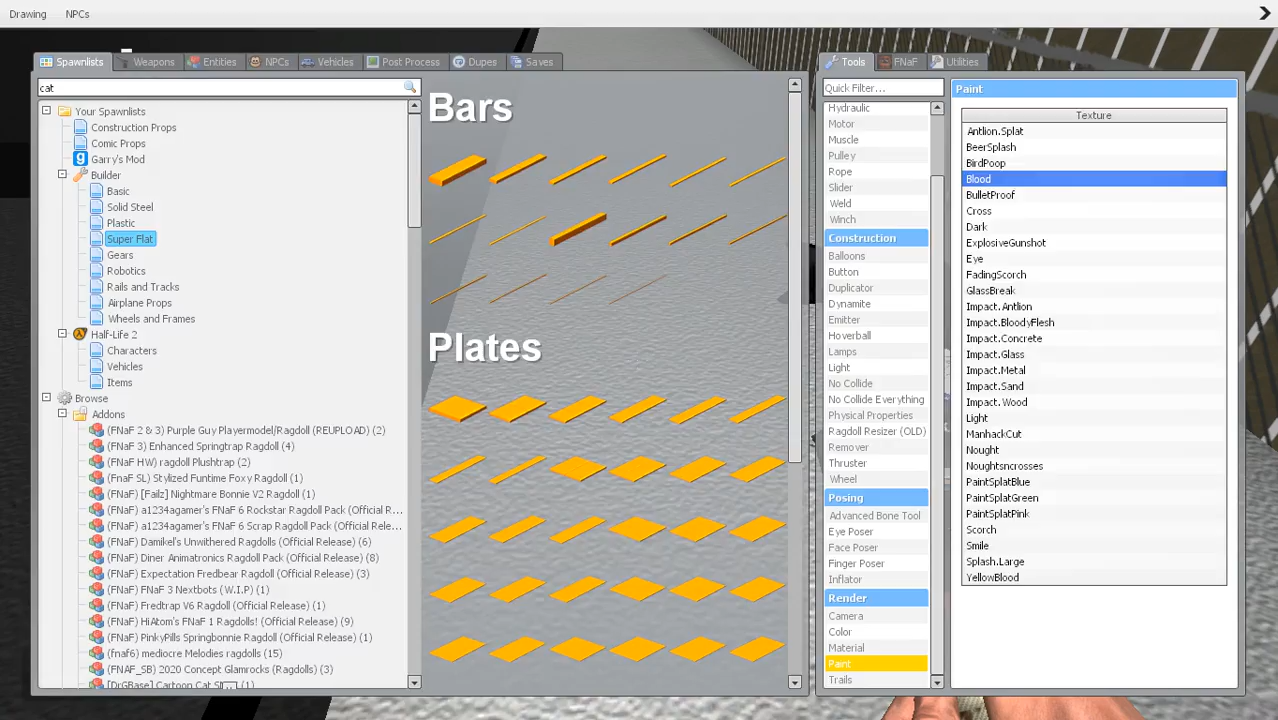 Drawing NPCs
Spawnlists Weapons Entities NPCs Vehicles Post Process Dupes Saves
cat
Your Spawnlists
Construction Props
Comic Props
Garry's Mod
Builder
Basic
Solid Steel
Plastic
Super Flat
Gears
Robotics
Rails and Tracks
Airplane Props
Wheels and Frames
Half-Life 2
Characters
Vehicles
Items
Browse
Addons
(FNaF 2 & 3) Purple Guy Playermodel/Ragdoll (REUPLOAD) (2)
(FNaF 3) Enhanced Springtrap Ragdoll (4)
(FNaF HW) ragdoll Plushtrap (2)
(Fnaf SL) Stylized Funtime Foxy Ragdoll (1)
(FNaF) [Failz] Nightmare Bonnie V2 Ragdoll (1)
(FNaF) a1234agamer's FNAF 6 Rockstar Ragdoll Pack (Official R...
(FNaF) a1234agamer's FNAF 6 Scrap Ragdoll Pack (Official Rele...
(FNaF) Damikel's Unwithered Ragdolls (Official Release) (6)
(FNaF) Diner Animatronics Ragdoll Pack (Official Release) (8)
(FNaF) Expectation Fredbear Ragdoll (Official Release) (3)
(FNaF) FNAF 3 Nextbots ( W.I.P) (1)
(FNaF) Fredtrap V6 Ragdoll (Official Release) (1)
(FNaF) ThAtom's FNAF 1 Ragdolls! (Official Release) (9)
(FNaF) PinkyPills Springbonnie Ragdoll (Official Release) (1)
(fnaf6) mediocre Melodies ragdolls (15)
(FNAF_SB) 2020 Concept Glamrocks (Ragdolls) (3)
[DrGBase] Cartoon Cat
Bars
Plates
Tools FNaF Utilities
Quick Filter...
Hydraulic
Motor
Muscle
Pulley
Rope
Slider
Weld
Winch
Construction
Balloons
Button
Duplicator
Dynamite
Emitter
Hoverball
Lamps
Light
No Collide
No Collide Everything
Physical Properties
Ragdoll Resizer (OLD)
Remover
Thruster
Wheel
Posing
Advanced Bone Tool
Eye Poser
Face Poser
Finger Poser
Inflator
Render
Camera
Color
Material
Paint
Trails
Paint
Texture
Antlion.Splat
BeerSplash
BirdPoop
Blood
BulletProof
Cross
Dark
ExplosiveGunshot
Eye
FadingScorch
GlassBreak
Impact.Antlion
Impact.BloodyFlesh
Impact.Concrete
Impact.Glass
Impact.Metal
Impact.Sand
Impact.Wood
Light
ManhackCut
Nought
Noughtsncrosses
PaintSplatBlue
PaintSplatGreen
PaintSplatPink
Scorch
Smile
Splash.Large
YellowBlood